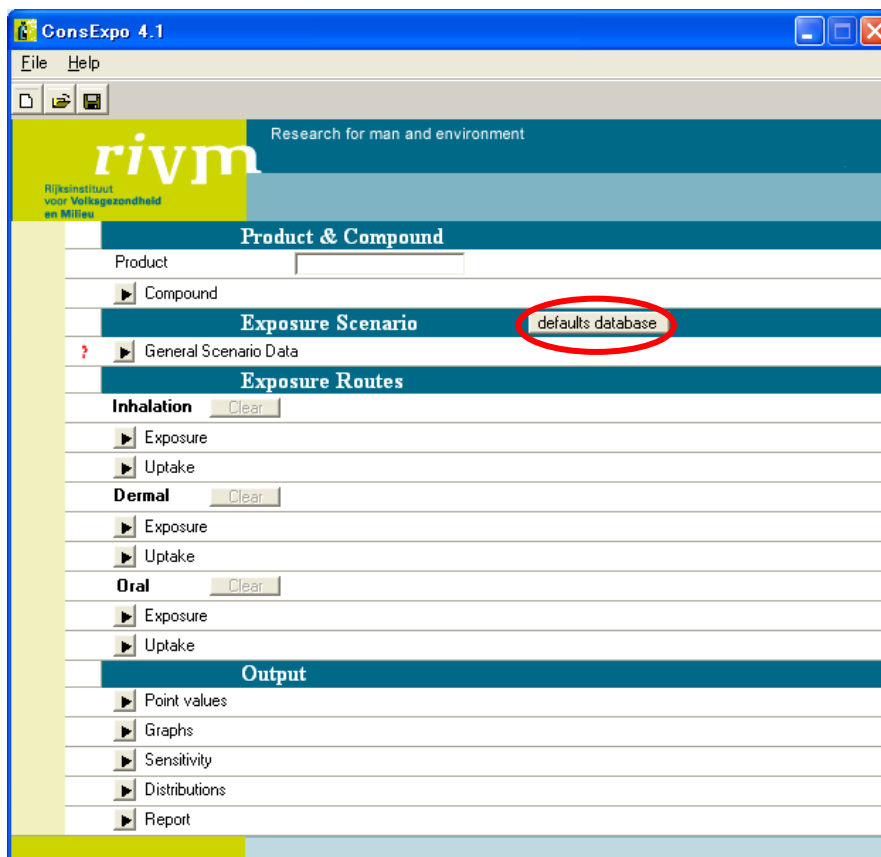 ConsExpo 4.1
File Help
Research for man and environment
rivm
Rijksinstituut
voor Volksgezondheid
en Milieu
Product & Compound
Product
Compound
Exposure Scenario defaults database
? General Scenario Data
Exposure Routes
Inhalation Clear
Exposure
Uptake
Dermal Clear
Exposure
Uptake
Oral Clear
Exposure
Uptake
Output
Point values
Graphs
Sensitivity
Distributions
Report